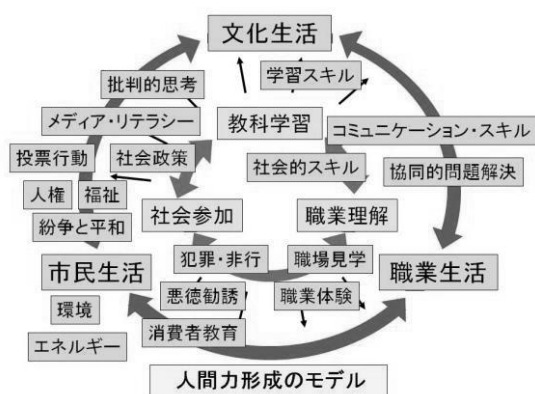 文化生活
学習スキル
批判的思考
教科学習
メディア・リテラシー
コミュニケーション・スキル
投票行動
社会政策
社会的スキル
協同的問題解決
人権
福祉
紛争と平和
社会参加
職業理解
市民生活
犯罪・非行
職場見学
職業生活
悪徳勧誘
職業体験
環境
消費者教育
エネルギー
人間力形成のモデル